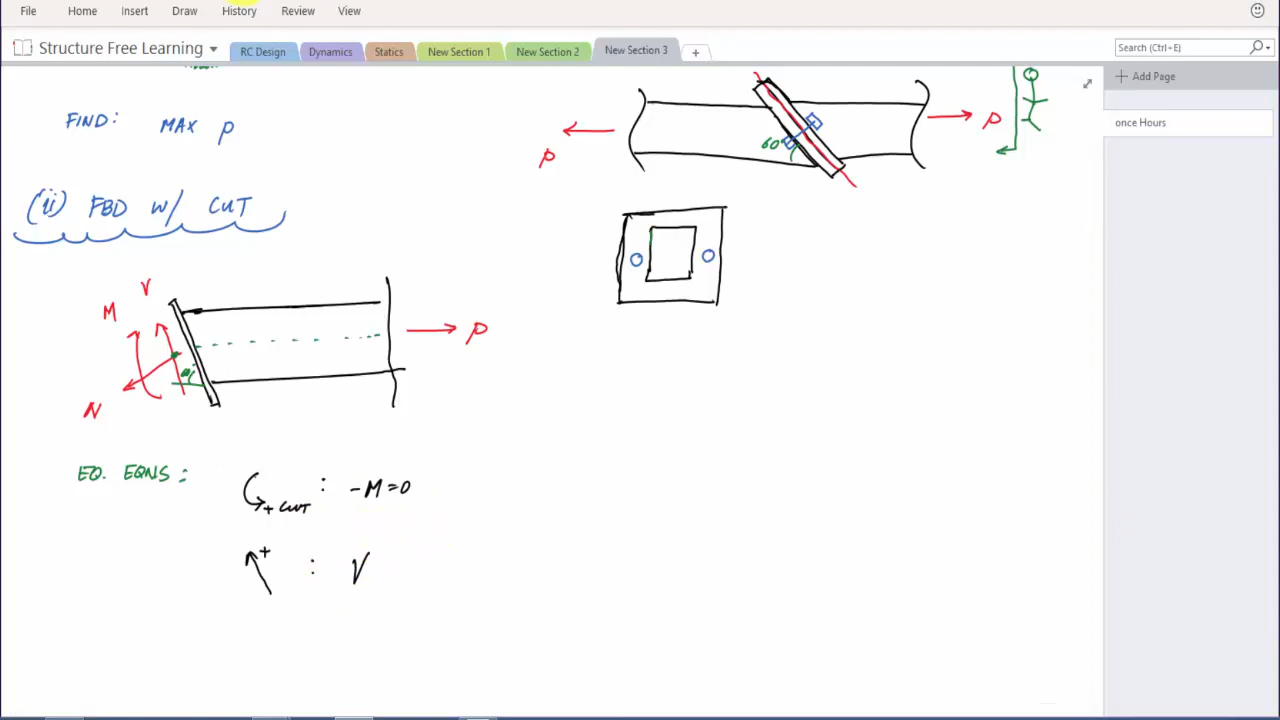 File Home Insert Draw History Review View
Structure Free Learning RC Design Dynamics Statics New Section 1 New Section 2 New Section 3 + Search (Ctrl+E)
Add Page
once Hours
FIND: MAX P
P
P
60°
(ii) FBD W/ CUT
V
M
P
N
EQ. EQNS:
+ CUT : -M=0
+ : V